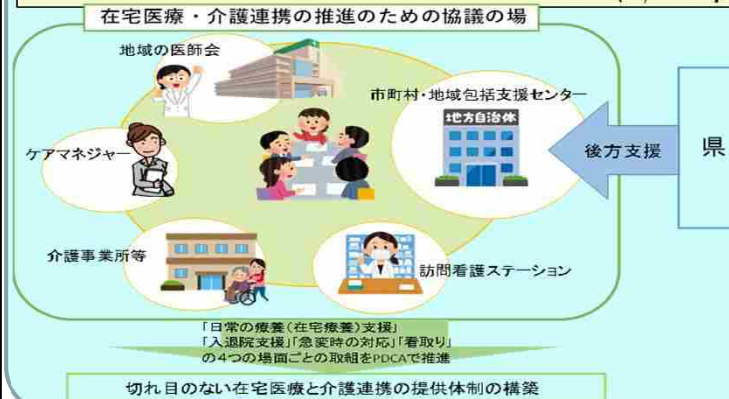 在宅医療・介護連携の推進のための協議の場
地域の医師会
市町村・地域包括支援センター
地方自治体
ケアマネジャー
後方支援
県
介護事業所等
訪問看護ステーション
「日常の療養(在宅療養)支援」
「入退院支援」「急変時の対応」「看取り」
の4つの場面ごとの取組をPDCAで推進
切れ目のない在宅医療と介護連携の提供体制の構築